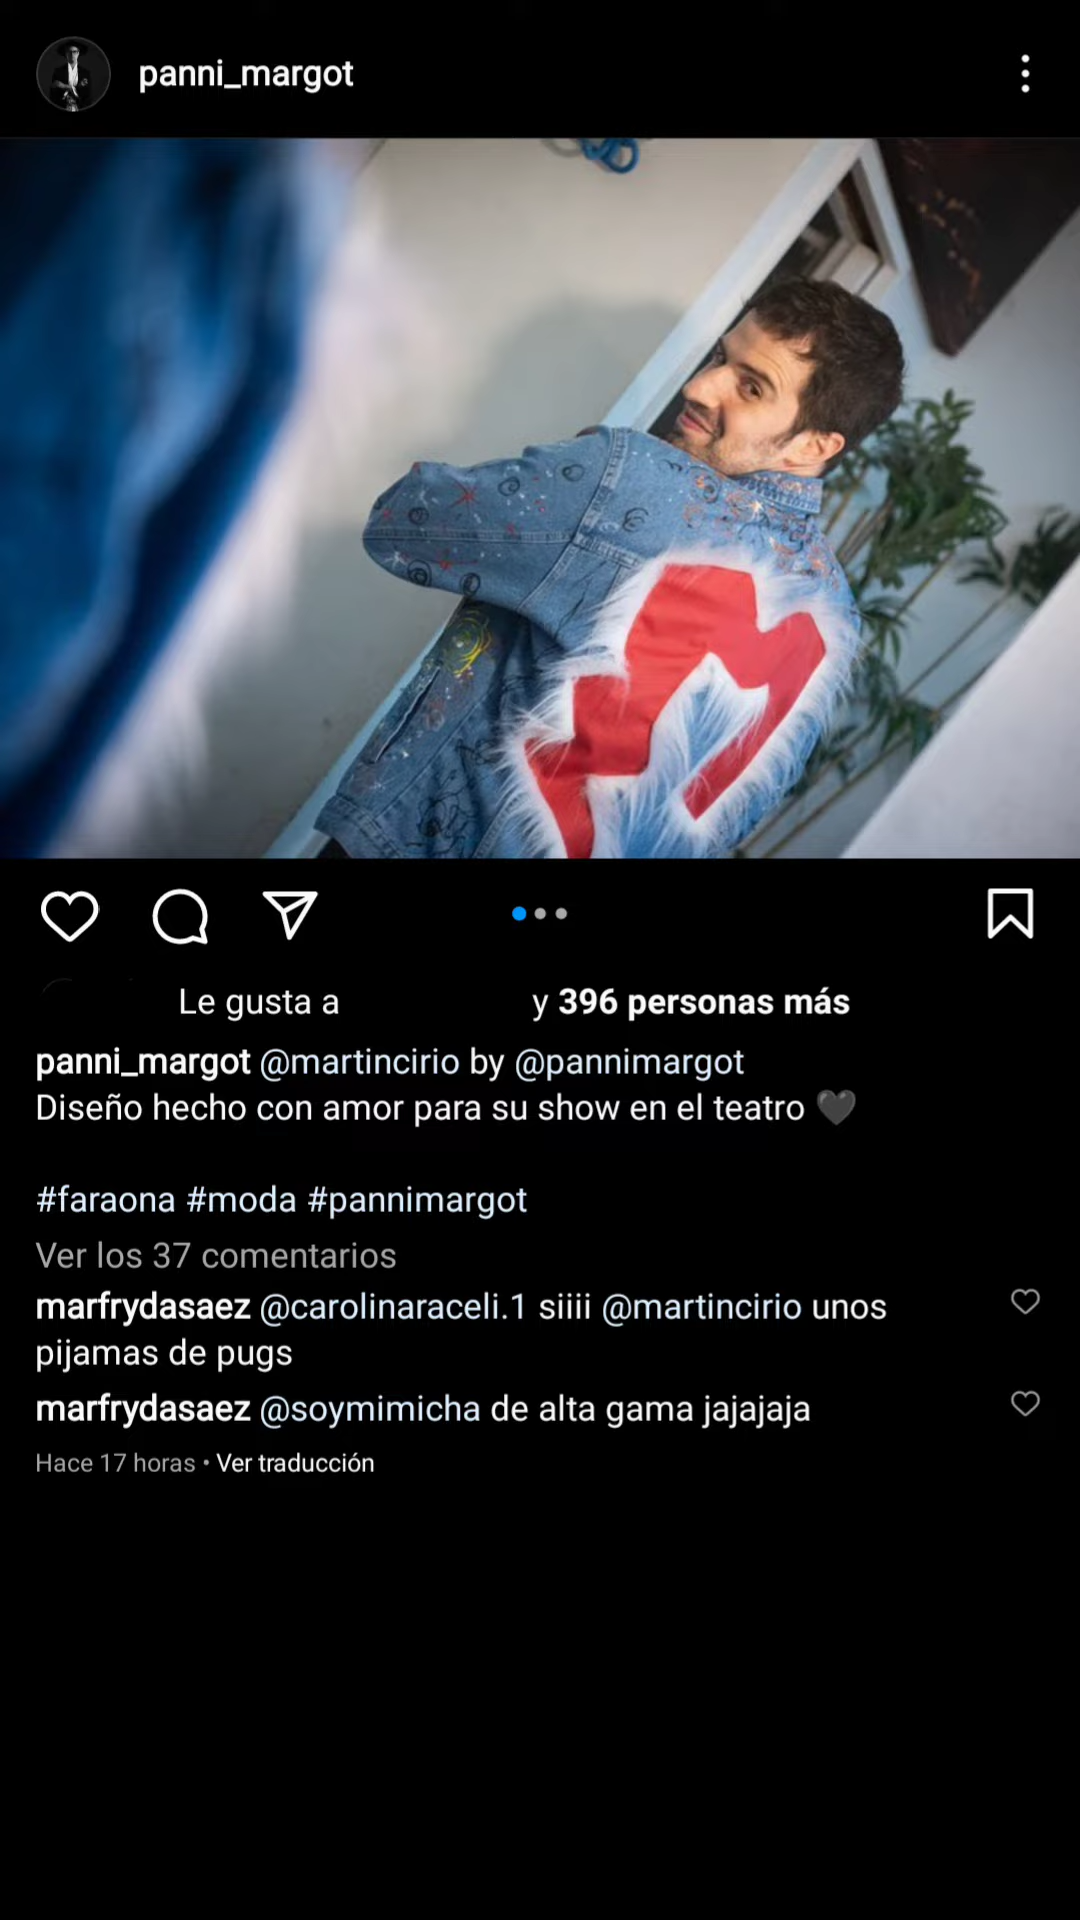 panni_margot
Le gusta a y 396 personas más
panni_margot @martincirio by @pannimargot
Diseño hecho con amor para su show en el teatro 🖤
#faraona #moda #pannimargot
Ver los 37 comentarios
marfrydasaez @carolinaraceli.1 siiii @martincirio unos
pijamas de pugs
marfrydasaez @soymimicha de alta gama jajajaja
Hace 17 horas • Ver traducción